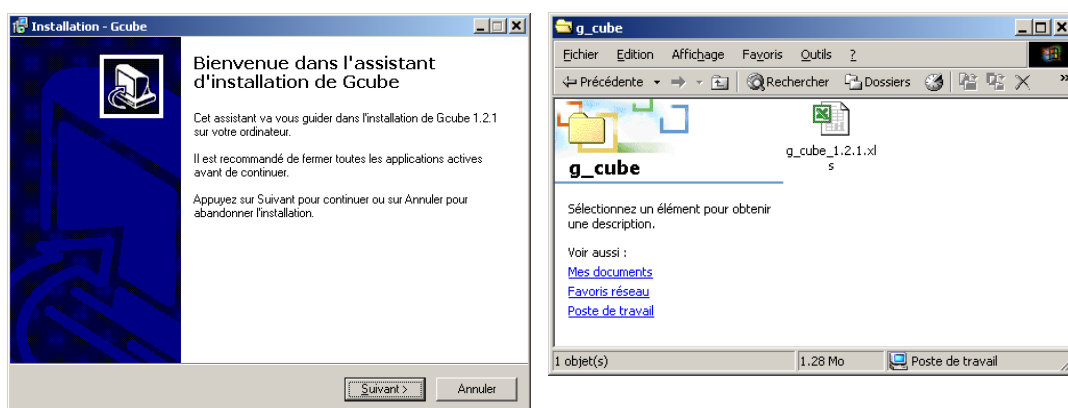 Installation - Gcube
Bienvenue dans l'assistant
d'installation de Gcube
Cet assistant va vous guider dans l'installation de Gcube 1.2.1
sur votre ordinateur.
Il est recommandé de fermer toutes les applications actives
avant de continuer.
Appuyez sur Suivant pour continuer ou sur Annuler pour
abandonner l'installation.
Suivant >
Annuler
g_cube
Fichier Edition Affichage Favoris Outils ?
Précédente Rechercher Dossiers »
g_cube_1.2.1.xl
s
g_cube
Sélectionnez un élément pour obtenir
une description.
Voir aussi :
Mes documents
Favoris réseau
Poste de travail
1 objet(s) 1.28 Mo Poste de travail